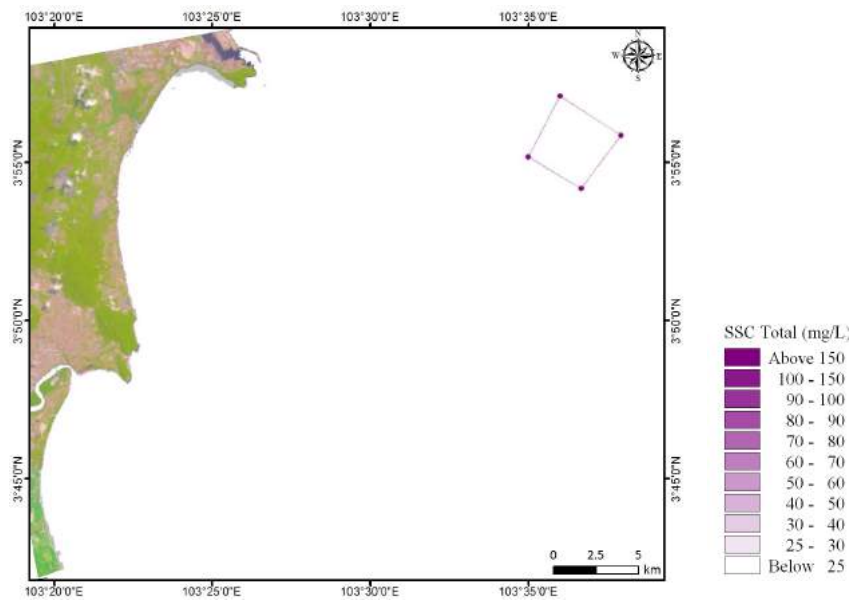 103°20'0"E 103°25'0"E 103°30'0"E 103°35'0"E
N
W E
S
3°55'0"N 3°55'0"N
3°50'0"N 3°50'0"N
3°45'0"N 3°45'0"N
SSC Total (mg/L)
Above 150
100 - 150
90 - 100
80 - 90
70 - 80
60 - 70
50 - 60
40 - 50
30 - 40
25 - 30
Below 25
0 2.5 5
km
103°20'0"E 103°25'0"E 103°30'0"E 103°35'0"E